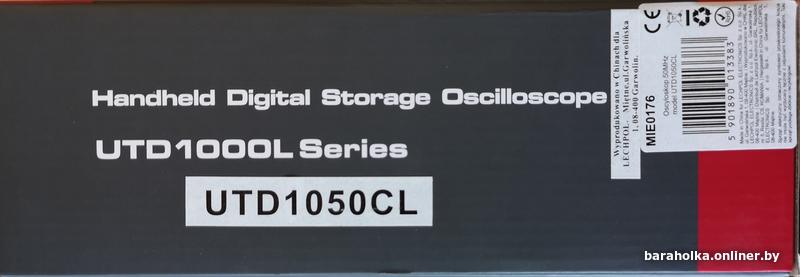 Handheld Digital Storage Oscilloscope
UTD1000L Series
UTD1050CL
Wyprodukowano w Chinach dla
LECHPOL- Miętne,ul.Garwolińska
1, 08-400 Garwolin.
CE
MIE0176
5 901890 013383
Oscyloskop 50MHz
model UTD1050CL
baraholka.onliner.by